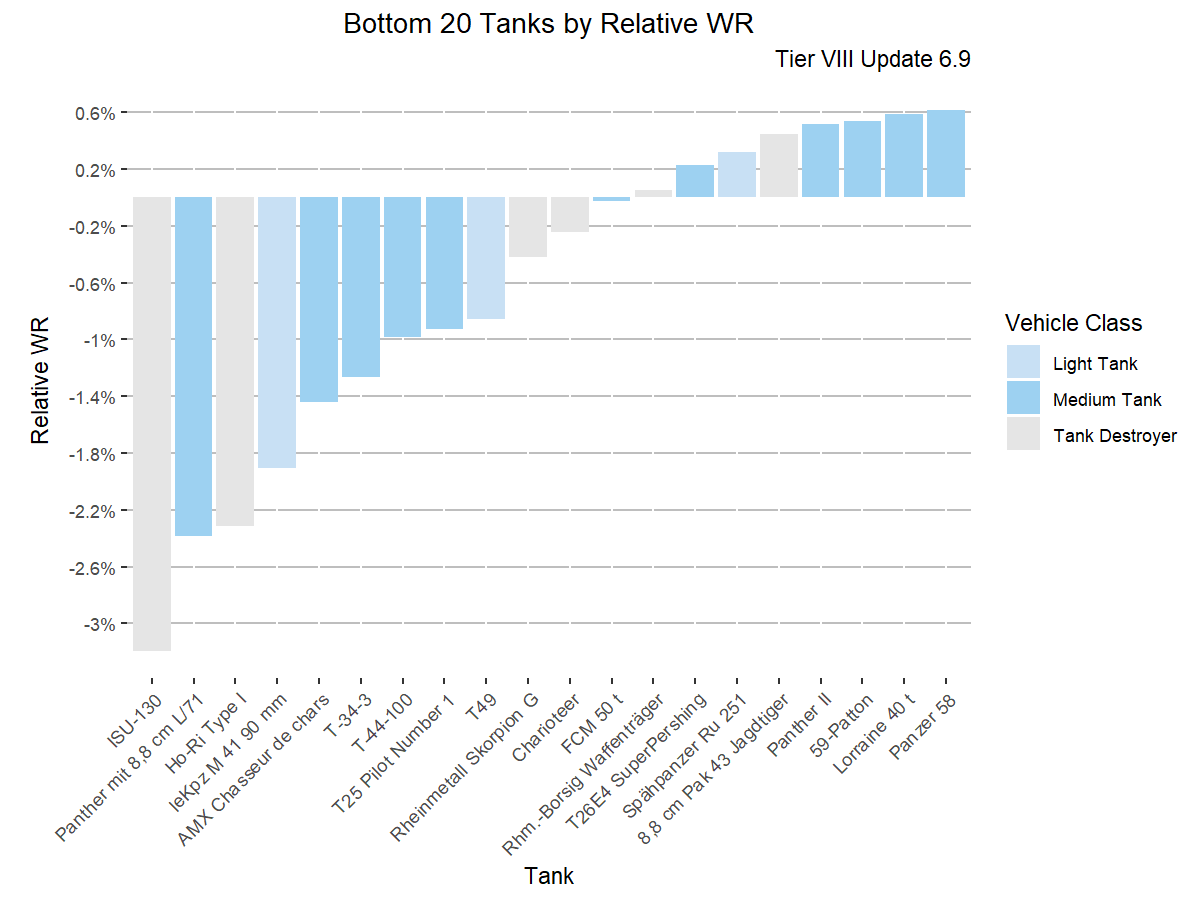 Bottom 20 Tanks by Relative WR
Tier VIII Update 6.9
0.6%
0.2%
-0.2%
-0.6%
-1%
-1.4%
-1.8%
-2.2%
-2.6%
-3%
Relative WR
ISU-130
Panther mit 8,8 cm L/71
Ho-Ri Type I
leKpz M 41 90 mm
AMX Chasseur de chars
T-34-3
T-44-100
T25 Pilot Number 1
T49
Rheinmetall Skorpion G
Charioteer
FCM 50 t
Rhm.-Borsig Waffenträger
T26E4 SuperPershing
Spähpanzer Ru 251
8,8 cm Pak 43 Jagdtiger
Panther II
59-Patton
Lorraine 40 t
Panzer 58
Tank
Vehicle Class
Light Tank
Medium Tank
Tank Destroyer